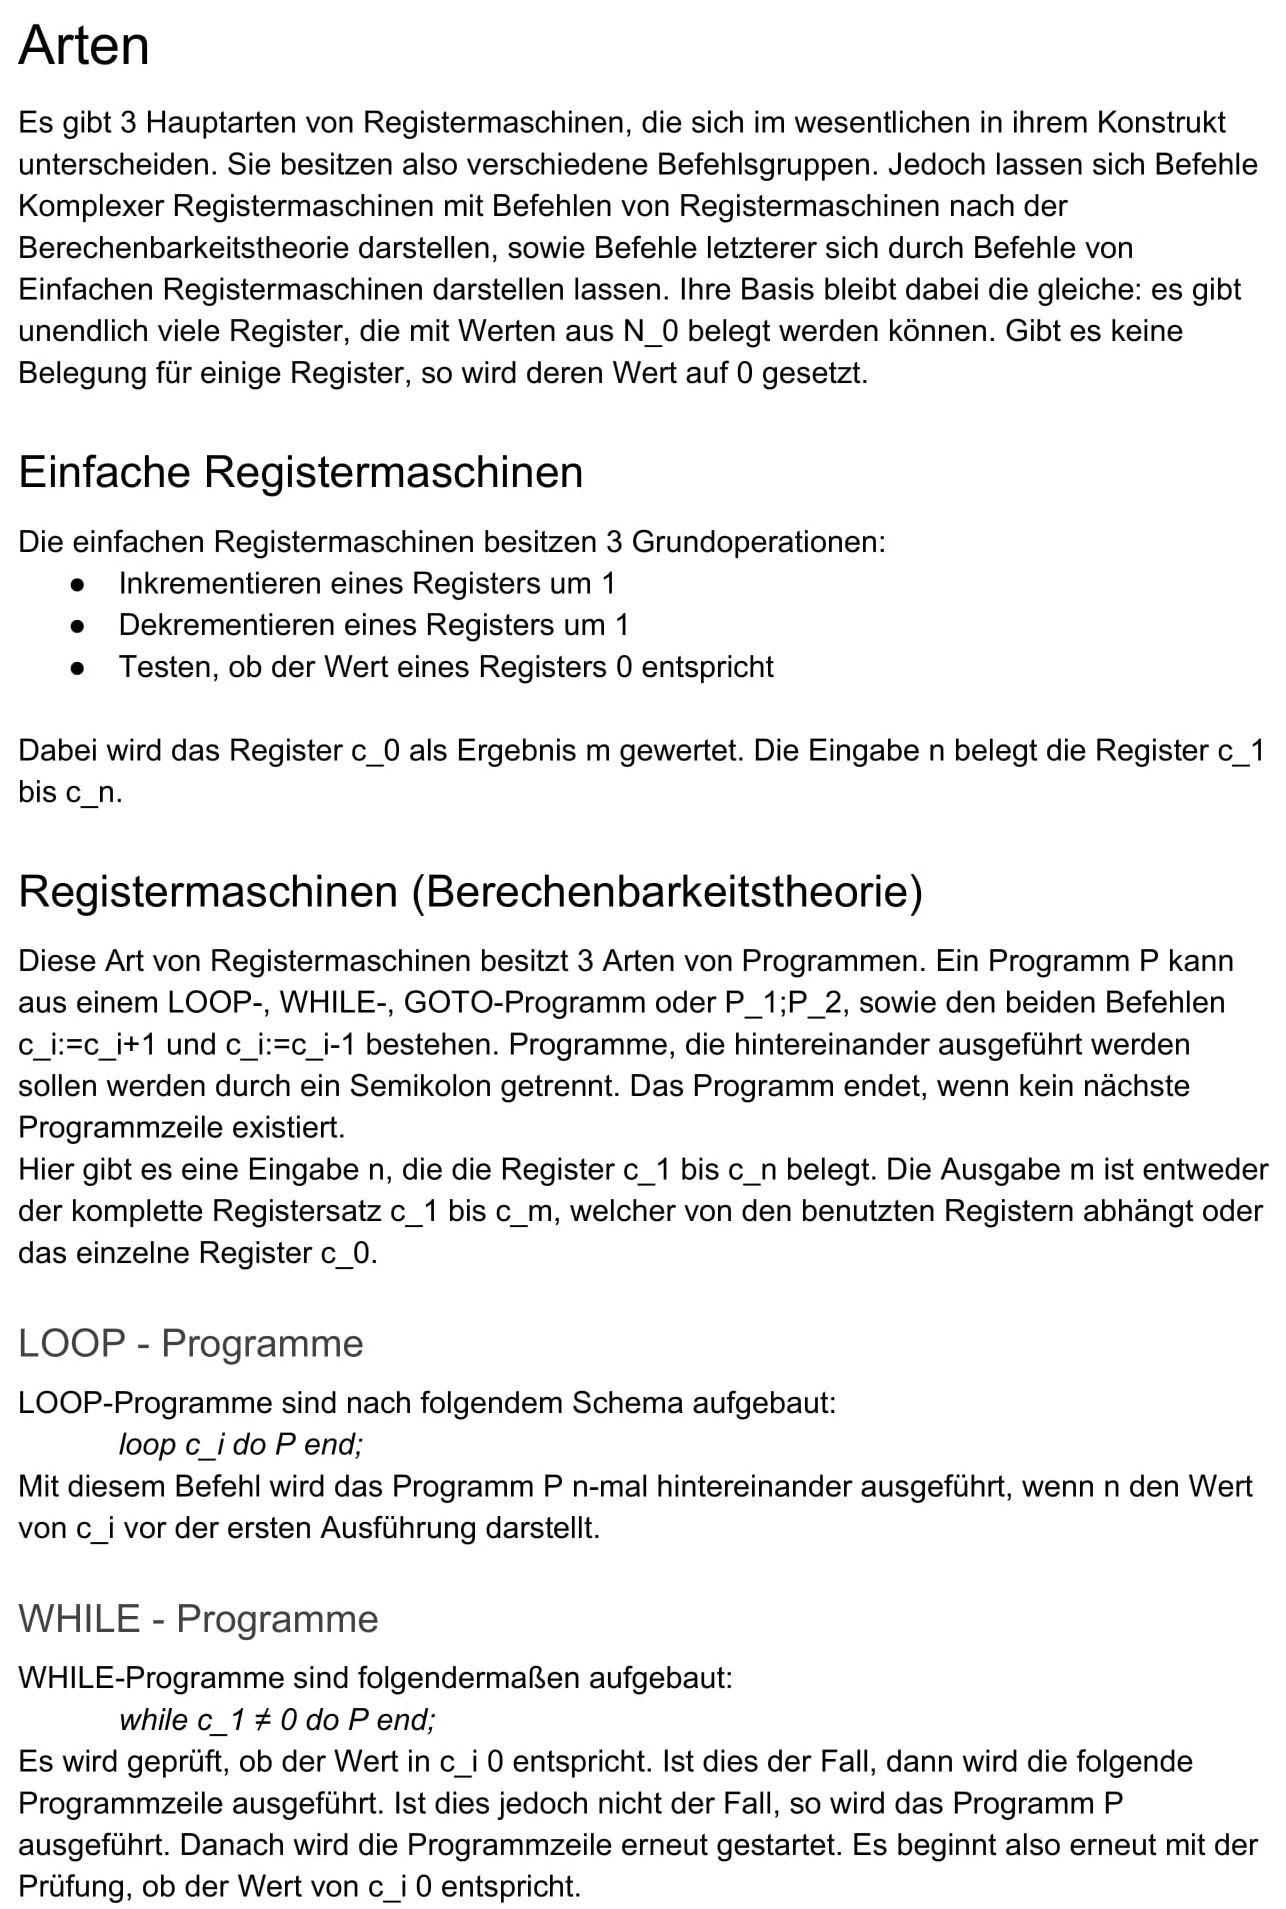 Arten
Es gibt 3 Hauptarten von Registermaschinen, die sich im wesentlichen in ihrem Konstrukt
unterscheiden. Sie besitzen also verschiedene Befehlsgruppen. Jedoch lassen sich Befehle
Komplexer Registermaschinen mit Befehlen von Registermaschinen nach der
Berechenbarkeitstheorie darstellen, sowie Befehle letzterer sich durch Befehle von
Einfachen Registermaschinen darstellen lassen. Ihre Basis bleibt dabei die gleiche: es gibt
unendlich viele Register, die mit Werten aus N_0 belegt werden können. Gibt es keine
Belegung für einige Register, so wird deren Wert auf 0 gesetzt.
Einfache Registermaschinen
Die einfachen Registermaschinen besitzen 3 Grundoperationen:
● Inkrementieren eines Registers um 1
● Dekrementieren eines Registers um 1
● Testen, ob der Wert eines Registers 0 entspricht
Dabei wird das Register c_0 als Ergebnis m gewertet. Die Eingabe n belegt die Register c_1
bis c_n.
Registermaschinen (Berechenbarkeitstheorie)
Diese Art von Registermaschinen besitzt 3 Arten von Programmen. Ein Programm P kann
aus einem LOOP-, WHILE-, GOTO-Programm oder P_1;P_2, sowie den beiden Befehlen
c_i:=c_i+1 und c_i:=c_i-1 bestehen. Programme, die hintereinander ausgeführt werden
sollen werden durch ein Semikolon getrennt. Das Programm endet, wenn kein nächste
Programmzeile existiert.
Hier gibt es eine Eingabe n, die die Register c_1 bis c_n belegt. Die Ausgabe m ist entweder
der komplette Registersatz c_1 bis c_m, welcher von den benutzten Registern abhängt oder
das einzelne Register c_0.
LOOP - Programme
LOOP-Programme sind nach folgendem Schema aufgebaut:
loop c_i do P end;
Mit diesem Befehl wird das Programm P n-mal hintereinander ausgeführt, wenn n den Wert
von c_i vor der ersten Ausführung darstellt.
WHILE - Programme
WHILE-Programme sind folgendermaßen aufgebaut:
while c_1 ≠ 0 do P end;
Es wird geprüft, ob der Wert in c_i 0 entspricht. Ist dies der Fall, dann wird die folgende
Programmzeile ausgeführt. Ist dies jedoch nicht der Fall, so wird das Programm P
ausgeführt. Danach wird die Programmzeile erneut gestartet. Es beginnt also erneut mit der
Prüfung, ob der Wert von c_i 0 entspricht.